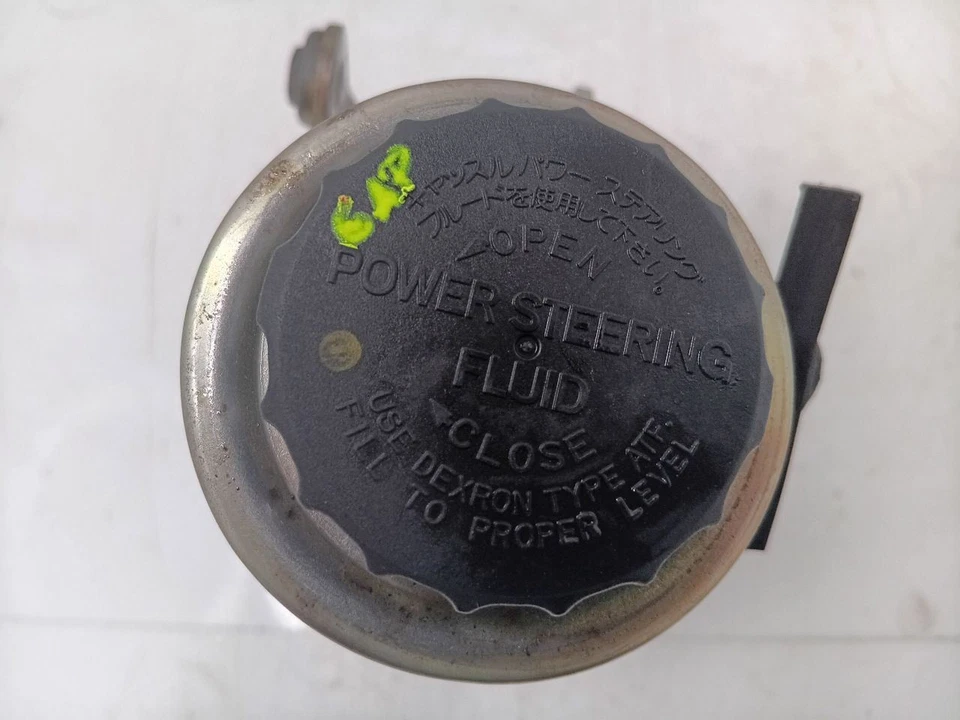 キャッスル パワー ステアリング
フルードを使用して下さい。
OPEN
POWER STEERING
FLUID
CLOSE
USE DEXRON TYPE ATF.
FILL TO PROPER LEVEL